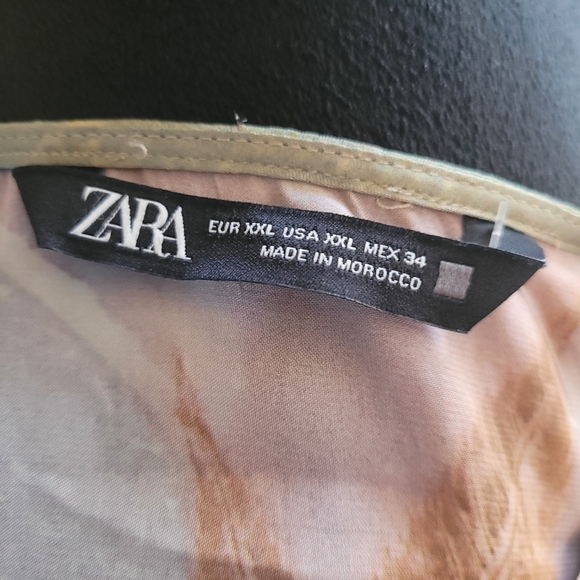 ZARA
EUR XXL USA XXL MEX 34
MADE IN MOROCCO